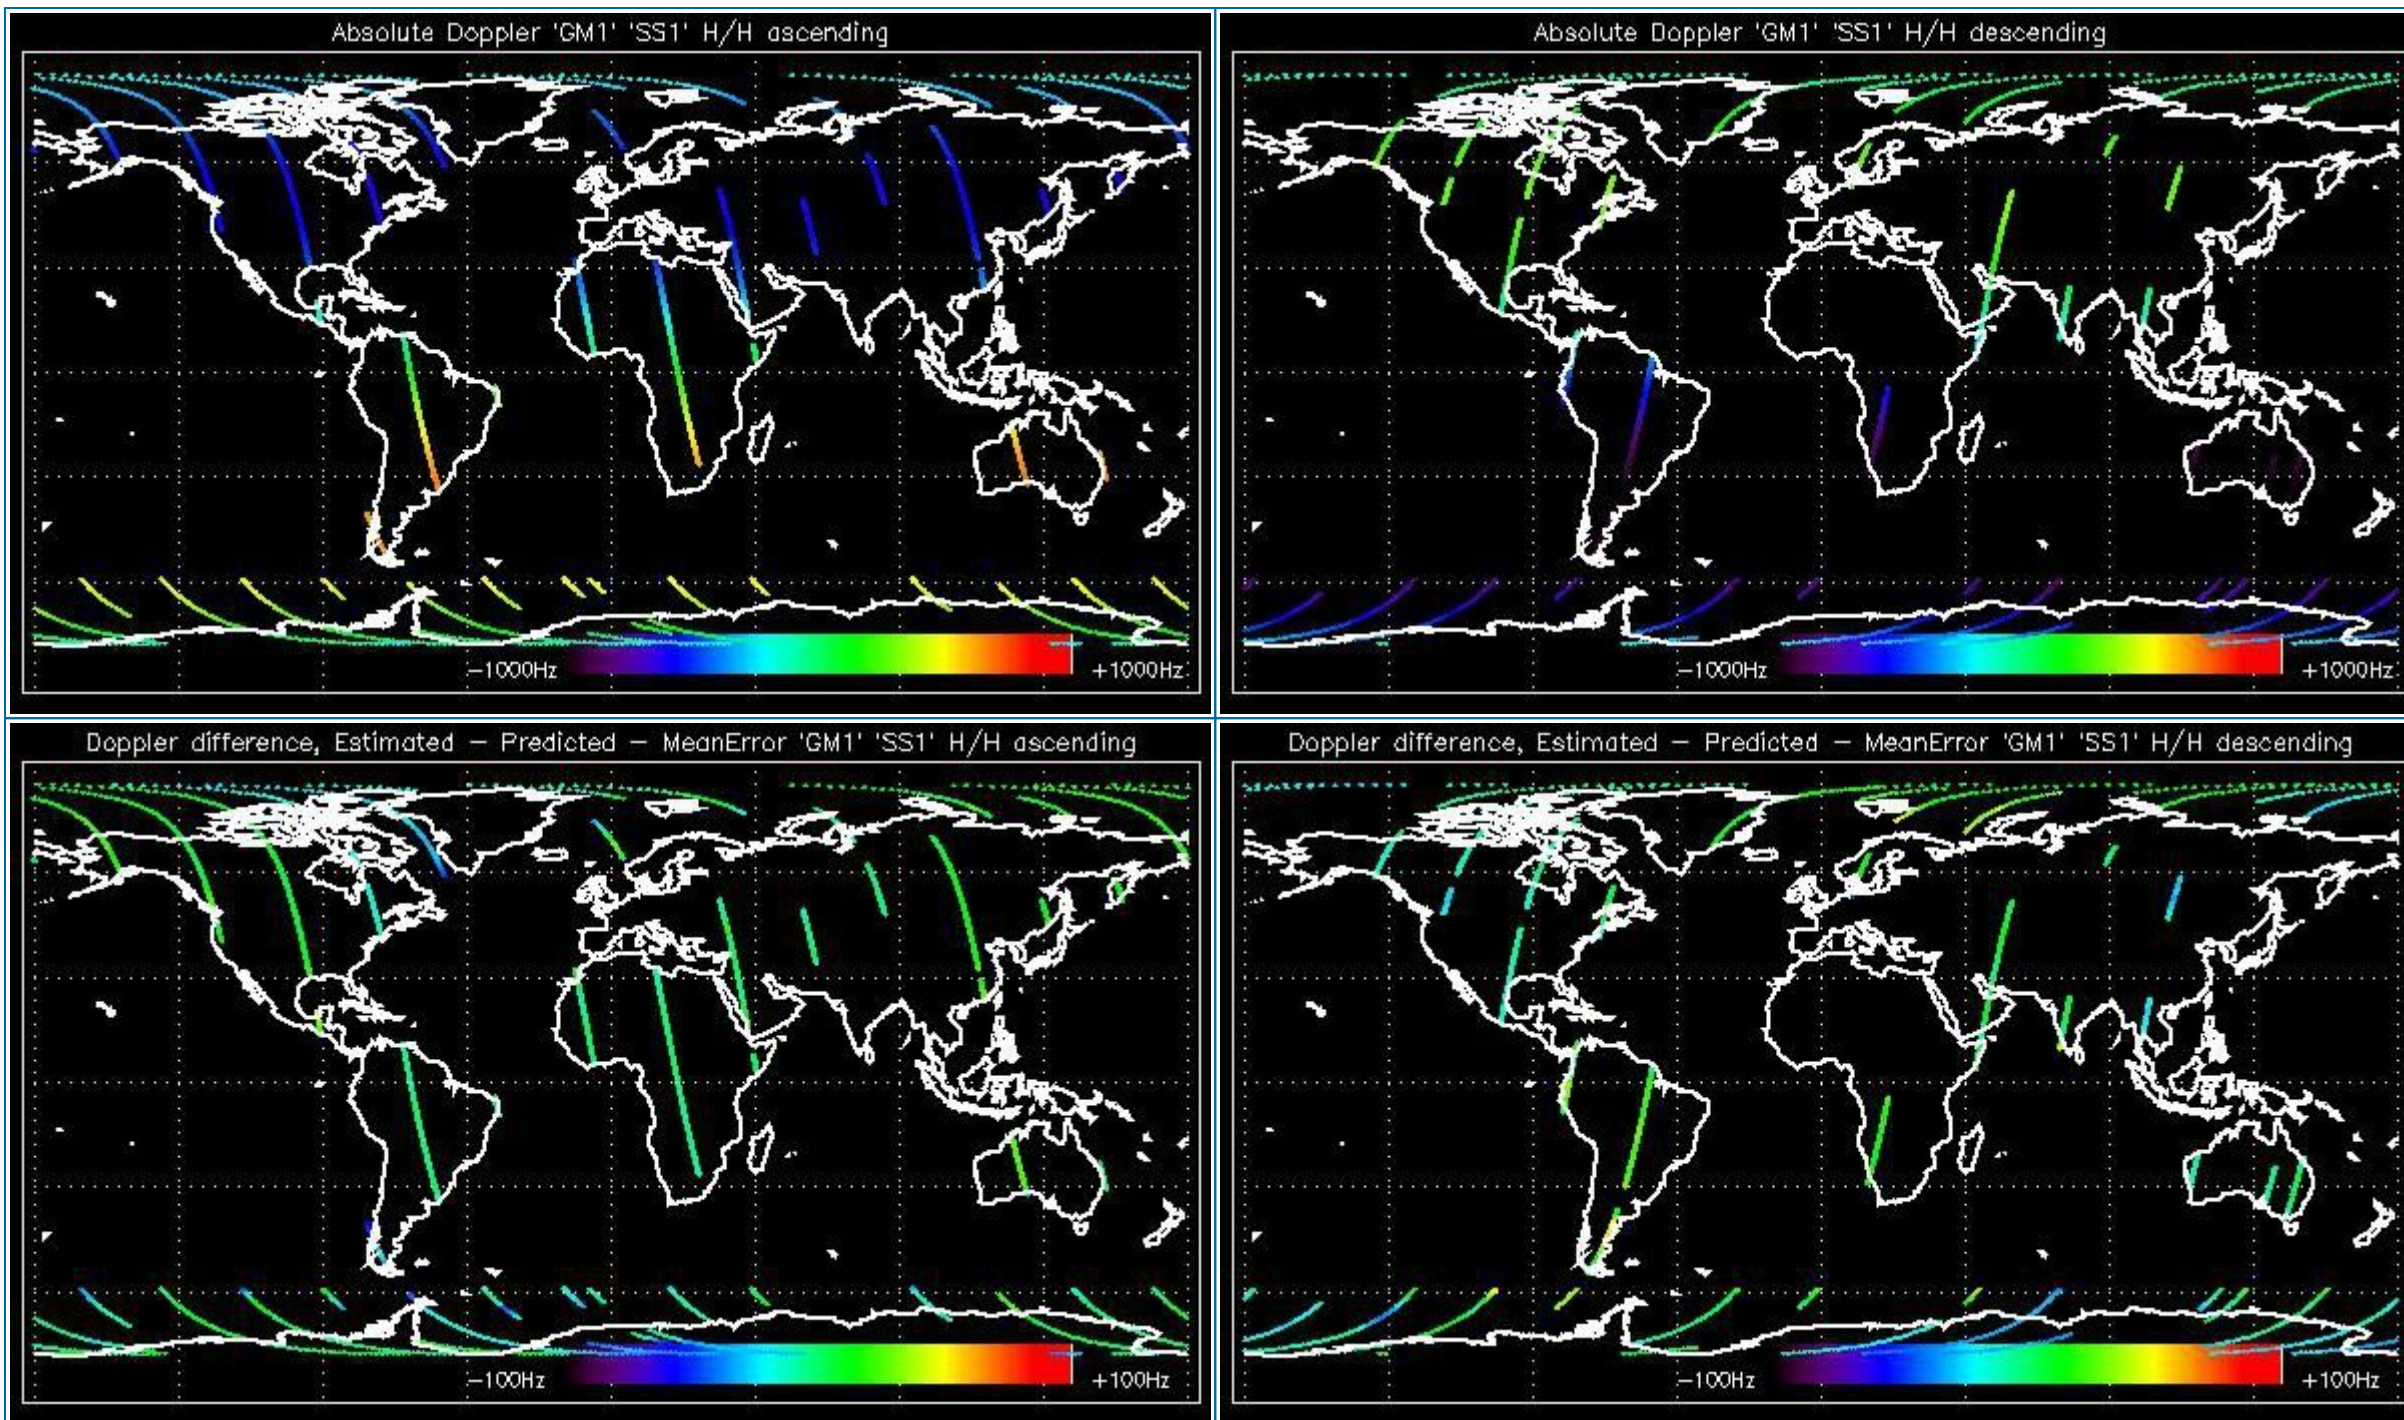 Absolute Doppler 'GM1' 'SS1' H/H ascending
−1000Hz
+1000Hz
Absolute Doppler 'GM1' 'SS1' H/H descending
−1000Hz
+1000Hz
Doppler difference, Estimated − Predicted − MeanError 'GM1' 'SS1' H/H ascending
−100Hz
+100Hz
Doppler difference, Estimated − Predicted − MeanError 'GM1' 'SS1' H/H descending
−100Hz
+100Hz